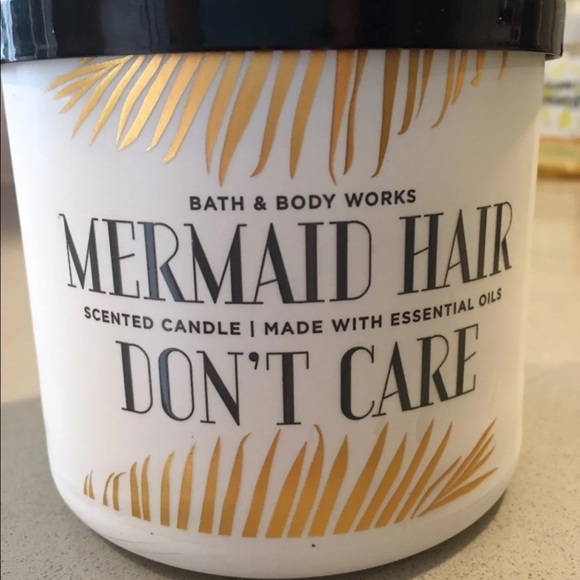 BATH & BODY WORKS
MERMAID HAIR
SCENTED CANDLE | MADE WITH ESSENTIAL OILS
DON'T CARE